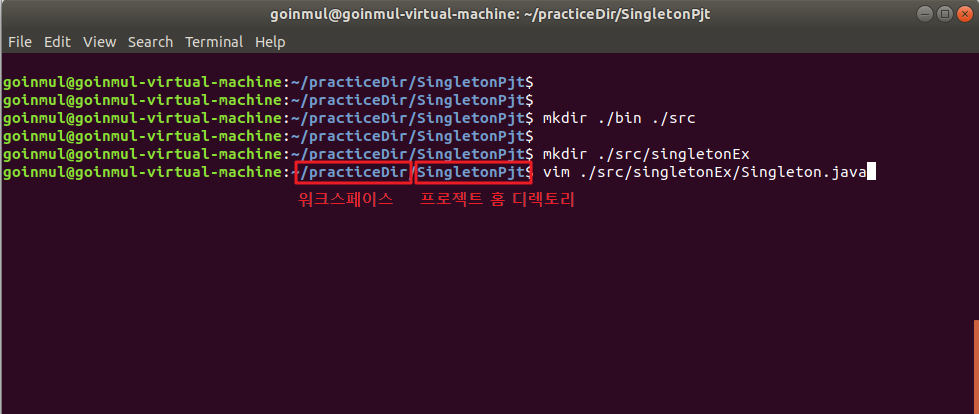 goinmul@goinmul-virtual-machine: ~/practiceDir/SingletonPjt
File Edit View Search Terminal Help
goinmul@goinmul-virtual-machine:~/practiceDir/SingletonPjt$
goinmul@goinmul-virtual-machine:~/practiceDir/SingletonPjt$
goinmul@goinmul-virtual-machine:~/practiceDir/SingletonPjt$ mkdir ./bin ./src
goinmul@goinmul-virtual-machine:~/practiceDir/SingletonPjt$
goinmul@goinmul-virtual-machine:~/practiceDir/SingletonPjt$ mkdir ./src/singletonEx
goinmul@goinmul-virtual-machine:~/practiceDir/SingletonPjt$ vim ./src/singletonEx/Singleton.java
워크스페이스 프로젝트 홈 디렉토리